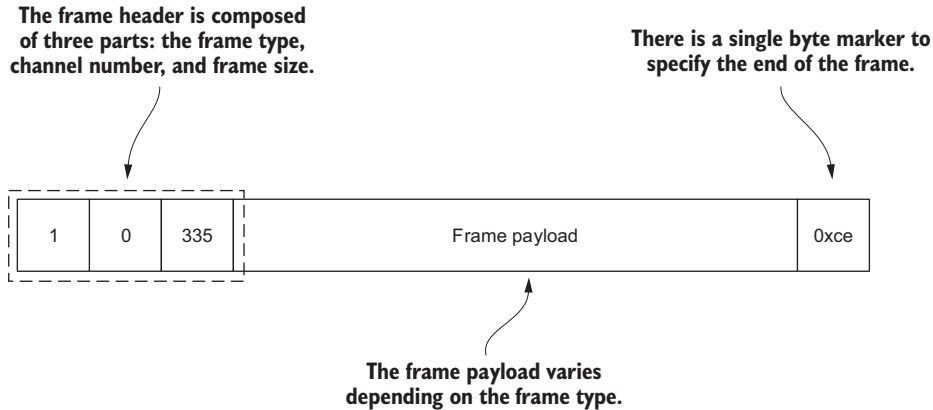 The frame header is composed
of three parts: the frame type,
channel number, and frame size.
There is a single byte marker to
specify the end of the frame.
1 0 335 Frame payload 0xce
The frame payload varies
depending on the frame type.